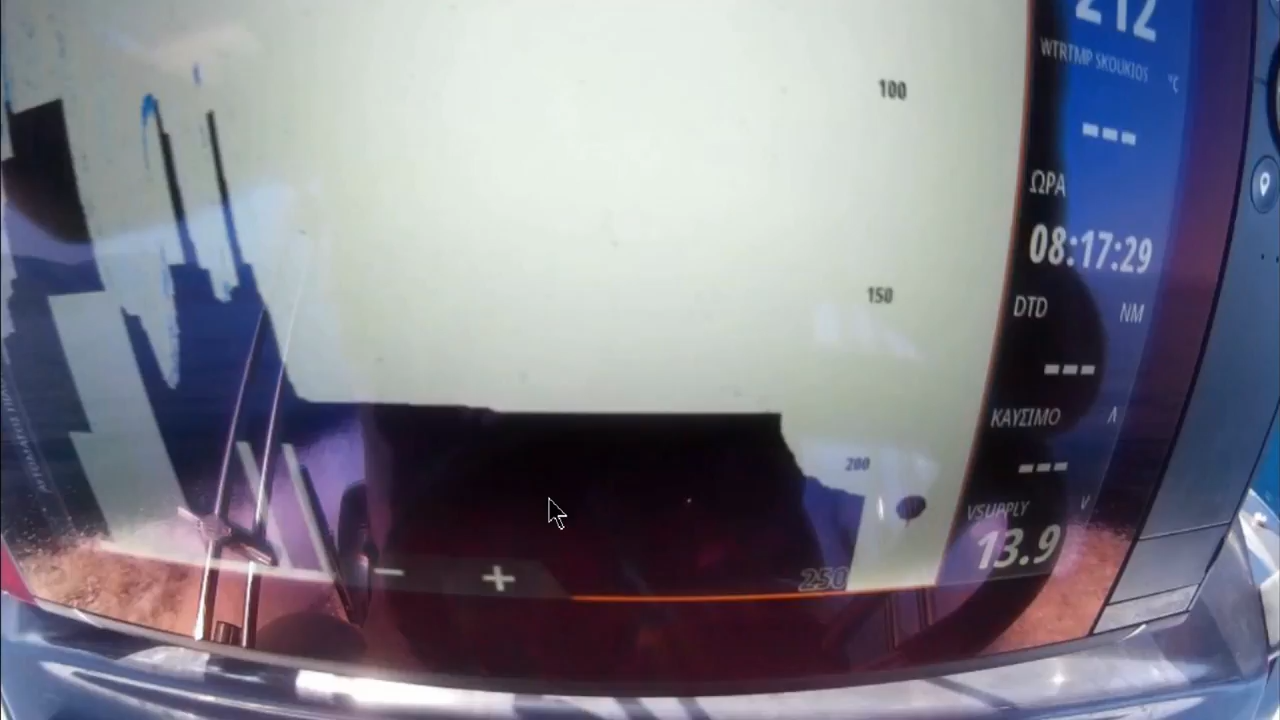 212
WTRTMP SKOUKIOS °C
---
ΩΡΑ
08:17:29
DTD NM
---
ΚΑΥΣΙΜΟ Λ
---
VSUPPLY V
13.9
100
150
200
250
− +